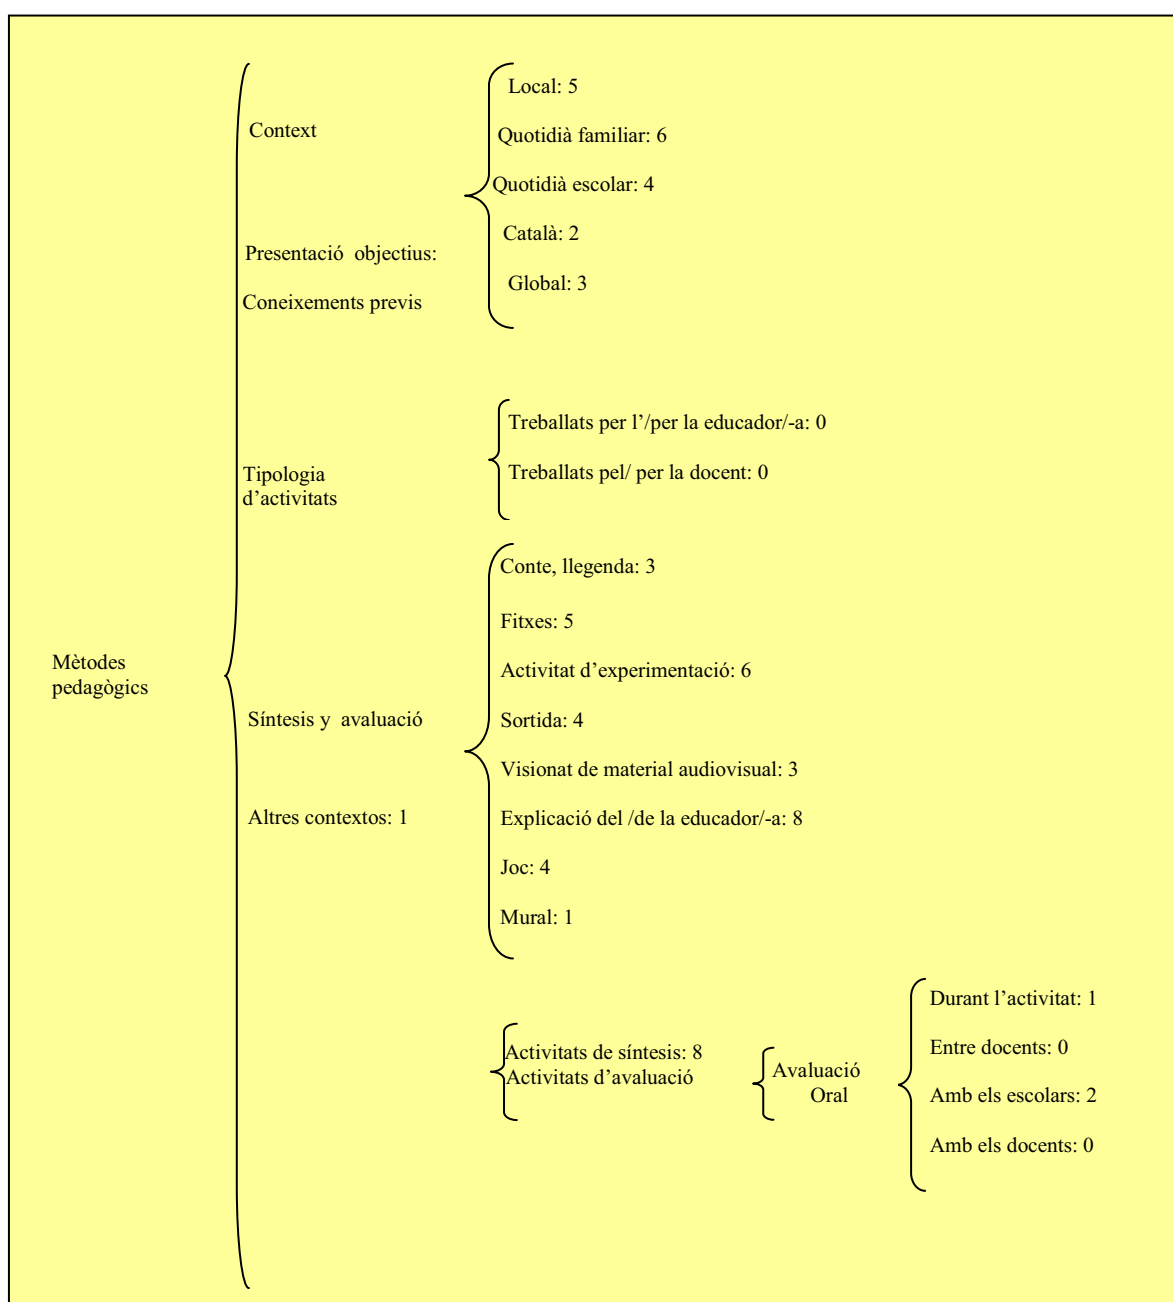 Mètodes
pedagògics
Context
Presentació objectius:
Coneixements previs
Tipologia
d’activitats
Síntesis y avaluació
Altres contextos: 1
Local: 5
Quotidià familiar: 6
Quotidià escolar: 4
Català: 2
Global: 3
Treballats per l’/per la educador/-a: 0
Treballats pel/ per la docent: 0
Conte, llegenda: 3
Fitxes: 5
Activitat d’experimentació: 6
Sortida: 4
Visionat de material audiovisual: 3
Explicació del /de la educador/-a: 8
Joc: 4
Mural: 1
Activitats de síntesis: 8
Activitats d’avaluació
Avaluació
Oral
Durant l’activitat: 1
Entre docents: 0
Amb els escolars: 2
Amb els docents: 0